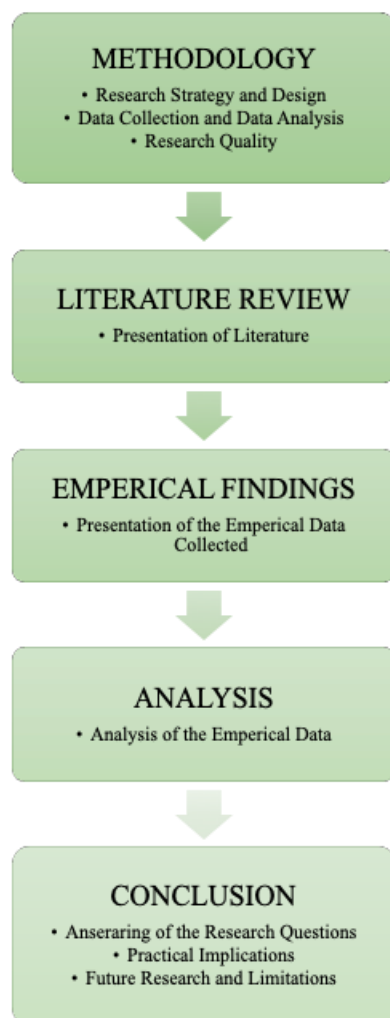 METHODOLOGY
• Research Strategy and Design
• Data Collection and Data Analysis
• Research Quality
LITERATURE REVIEW
• Presentation of Literature
EMPERICAL FINDINGS
• Presentation of the Emperical Data
Collected
ANALYSIS
• Analysis of the Emperical Data
CONCLUSION
• Anseraring of the Research Questions
• Practical Implications
• Future Research and Limitations